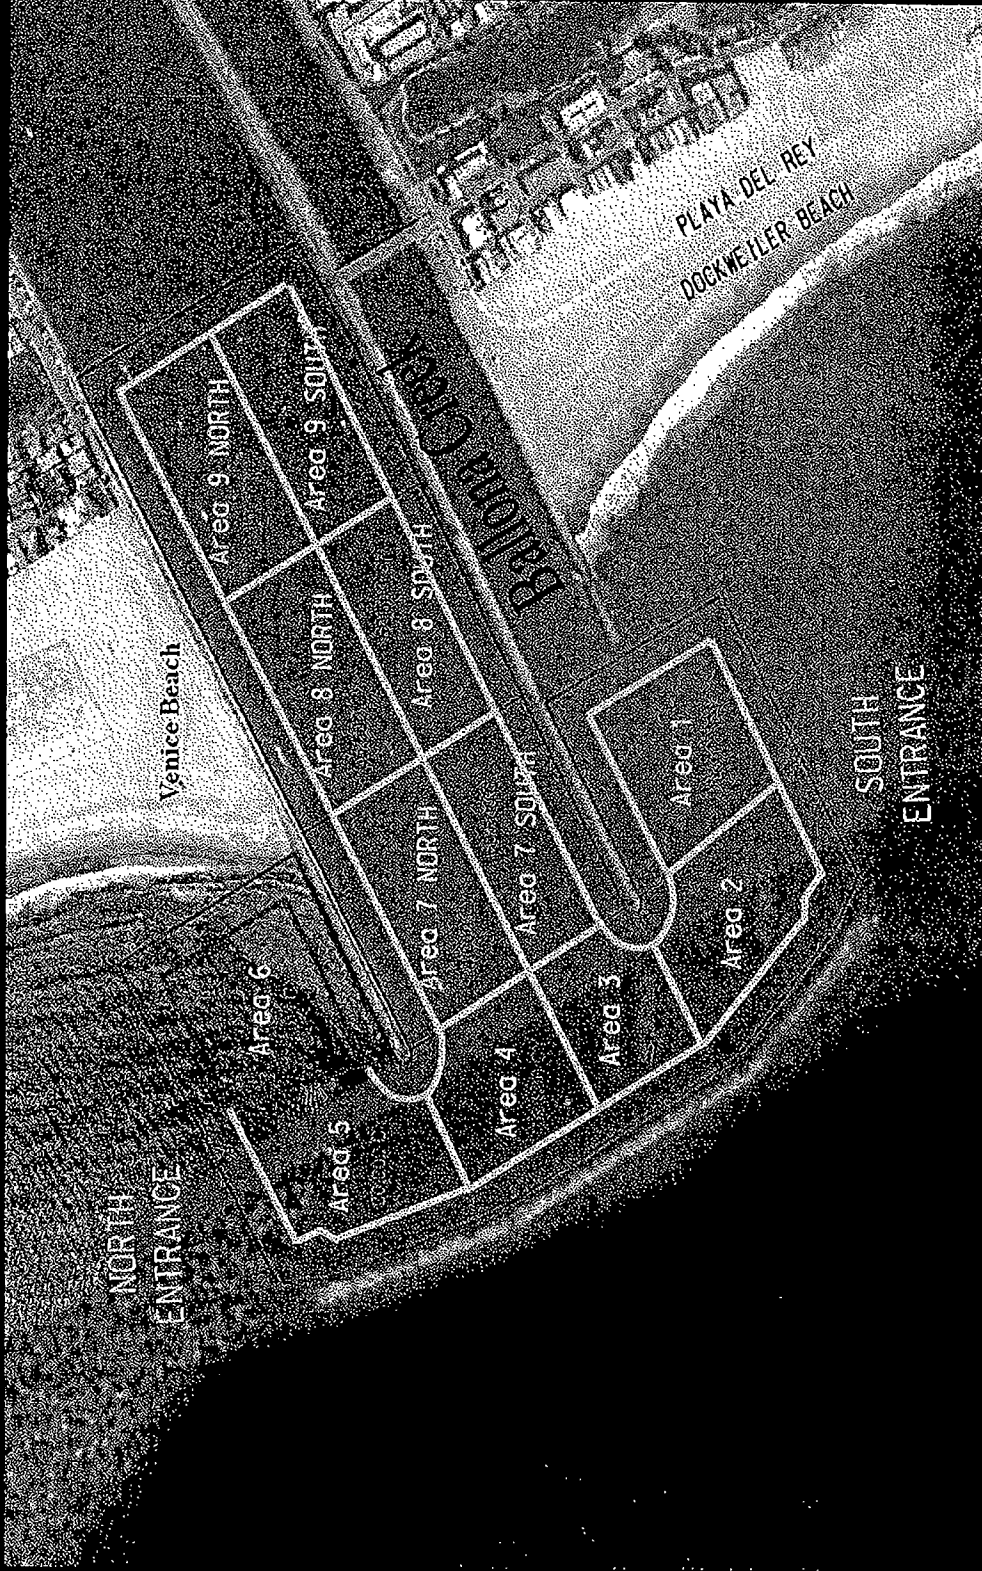 PLAYA DEL REY
DOCKWEILER BEACH
Ballona Creek
Area 9 NORTH
Area 9 SOUTH
Area 8 NORTH
Area 8 SOUTH
Venice Beach
Area 7 NORTH
Area 7 SOUTH
Area 1
Area 2
Area 3
Area 4
Area 5
Area 6
SOUTH
ENTRANCE
NORTH
ENTRANCE